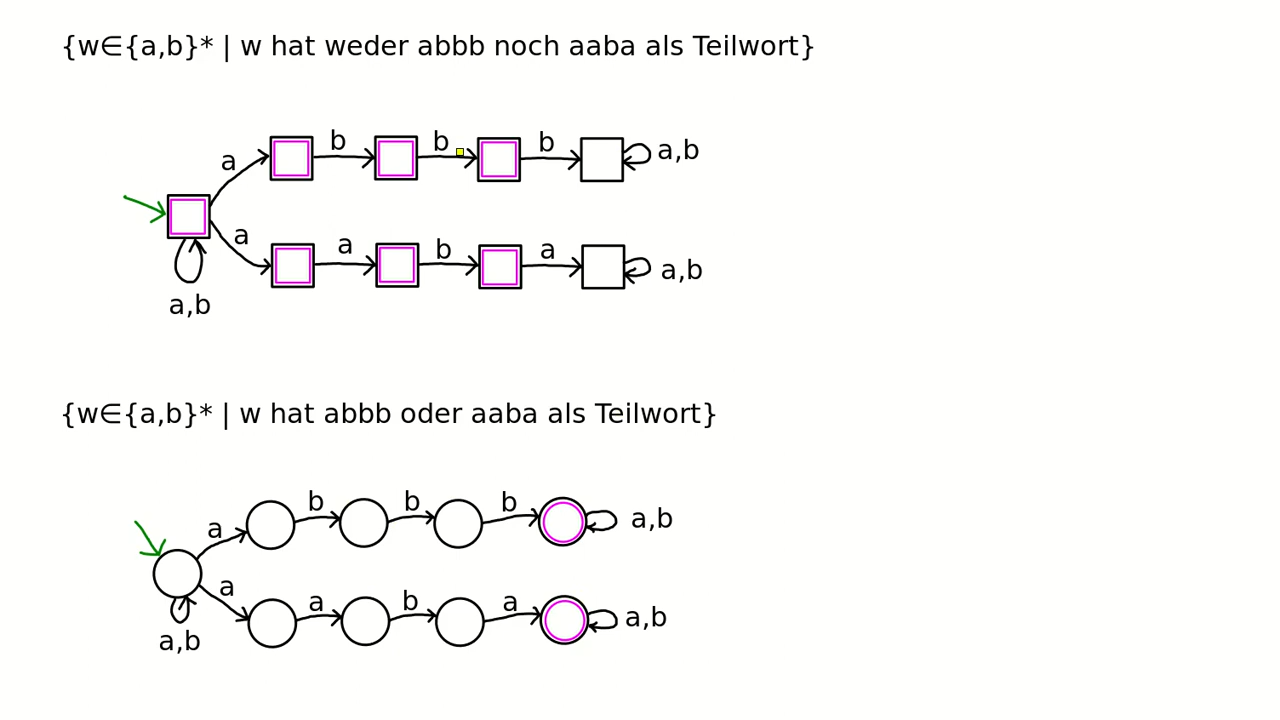 {w∈{a,b}* | w hat weder abbb noch aaba als Teilwort}
a b b b a,b
a a b a a,b
a,b
{w∈{a,b}* | w hat abbb oder aaba als Teilwort}
a b b b a,b
a a b a a,b
a,b